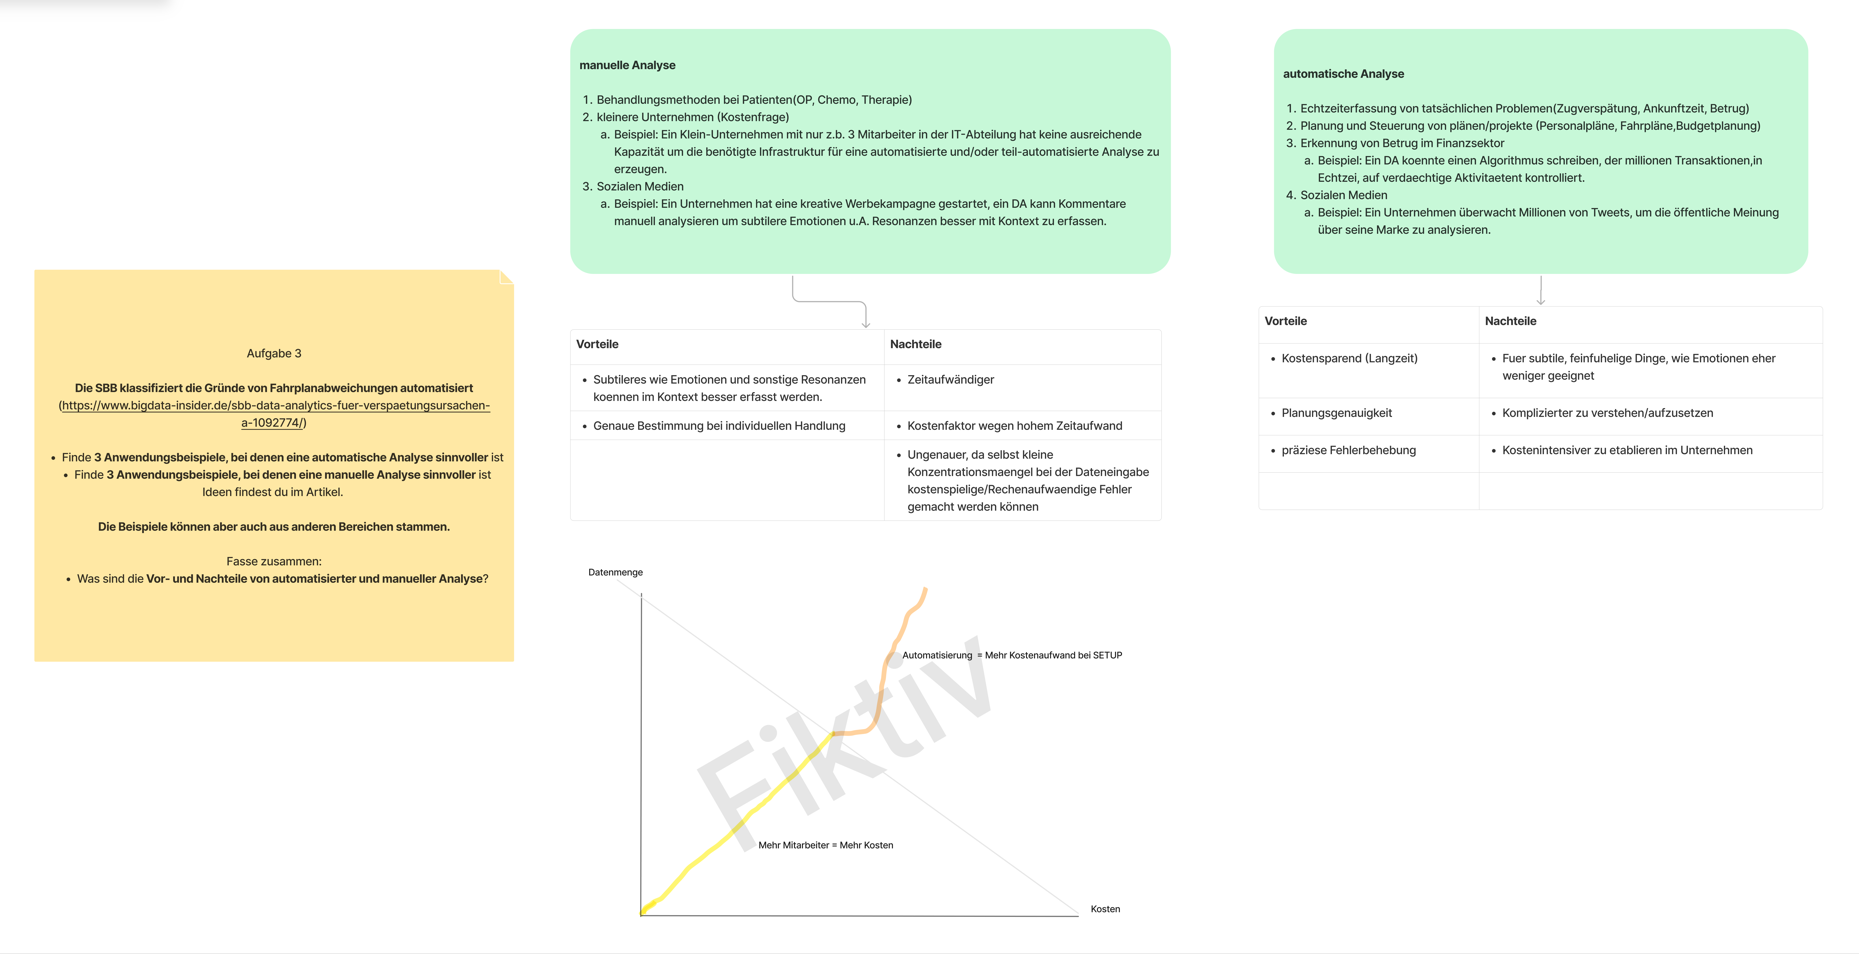 Aufgabe 3
Die SBB klassifiziert die Gründe von Fahrplanabweichungen automatisiert
(https://www.bigdata-insider.de/sbb-data-analytics-fuer-verspaetungsursachen-
a-1092774/)
• Finde 3 Anwendungsbeispiele, bei denen eine automatische Analyse sinnvoller ist
• Finde 3 Anwendungsbeispiele, bei denen eine manuelle Analyse sinnvoller ist
Ideen findest du im Artikel.
Die Beispiele können aber auch aus anderen Bereichen stammen.
Fasse zusammen:
• Was sind die Vor- und Nachteile von automatisierter und manueller Analyse?
manuelle Analyse
1. Behandlungsmethoden bei Patienten(OP, Chemo, Therapie)
2. kleinere Unternehmen (Kostenfrage)
a. Beispiel: Ein Klein-Unternehmen mit nur z.b. 3 Mitarbeiter in der IT-Abteilung hat keine ausreichende
Kapazität um die benötigte Infrastruktur für eine automatisierte und/oder teil-automatisierte Analyse zu
erzeugen.
3. Sozialen Medien
a. Beispiel: Ein Unternehmen hat eine kreative Werbekampagne gestartet, ein DA kann Kommentare
manuell analysieren um subtilere Emotionen u.A. Resonanzen besser mit Kontext zu erfassen.
Vorteile
Nachteile
• Subtileres wie Emotionen und sonstige Resonanzen
koennen im Kontext besser erfasst werden.
• Zeitaufwändiger
• Genaue Bestimmung bei individuellen Handlung
• Kostenfaktor wegen hohem Zeitaufwand
• Ungenauer, da selbst kleine
Konzentrationsmaengel bei der Dateneingabe
kostenspielige/Rechenaufwaendige Fehler
gemacht werden können
Datenmenge
Automatisierung = Mehr Kostenaufwand bei SETUP
Fiktiv
Mehr Mitarbeiter = Mehr Kosten
Kosten
automatische Analyse
1. Echtzeiterfassung von tatsächlichen Problemen(Zugverspätung, Ankunftzeit, Betrug)
2. Planung und Steuerung von plänen/projekte (Personalpläne, Fahrpläne,Budgetplanung)
3. Erkennung von Betrug im Finanzsektor
a. Beispiel: Ein DA koennte einen Algorithmus schreiben, der millionen Transaktionen,in
Echtzei, auf verdaechtige Aktivitaetent kontrolliert.
4. Sozialen Medien
a. Beispiel: Ein Unternehmen überwacht Millionen von Tweets, um die öffentliche Meinung
über seine Marke zu analysieren.
Vorteile
Nachteile
• Kostensparend (Langzeit)
• Fuer subtile, feinfuhelige Dinge, wie Emotionen eher
weniger geeignet
• Planungsgenauigkeit
• Komplizierter zu verstehen/aufzusetzen
• präziese Fehlerbehebung
• Kostenintensiver zu etablieren im Unternehmen